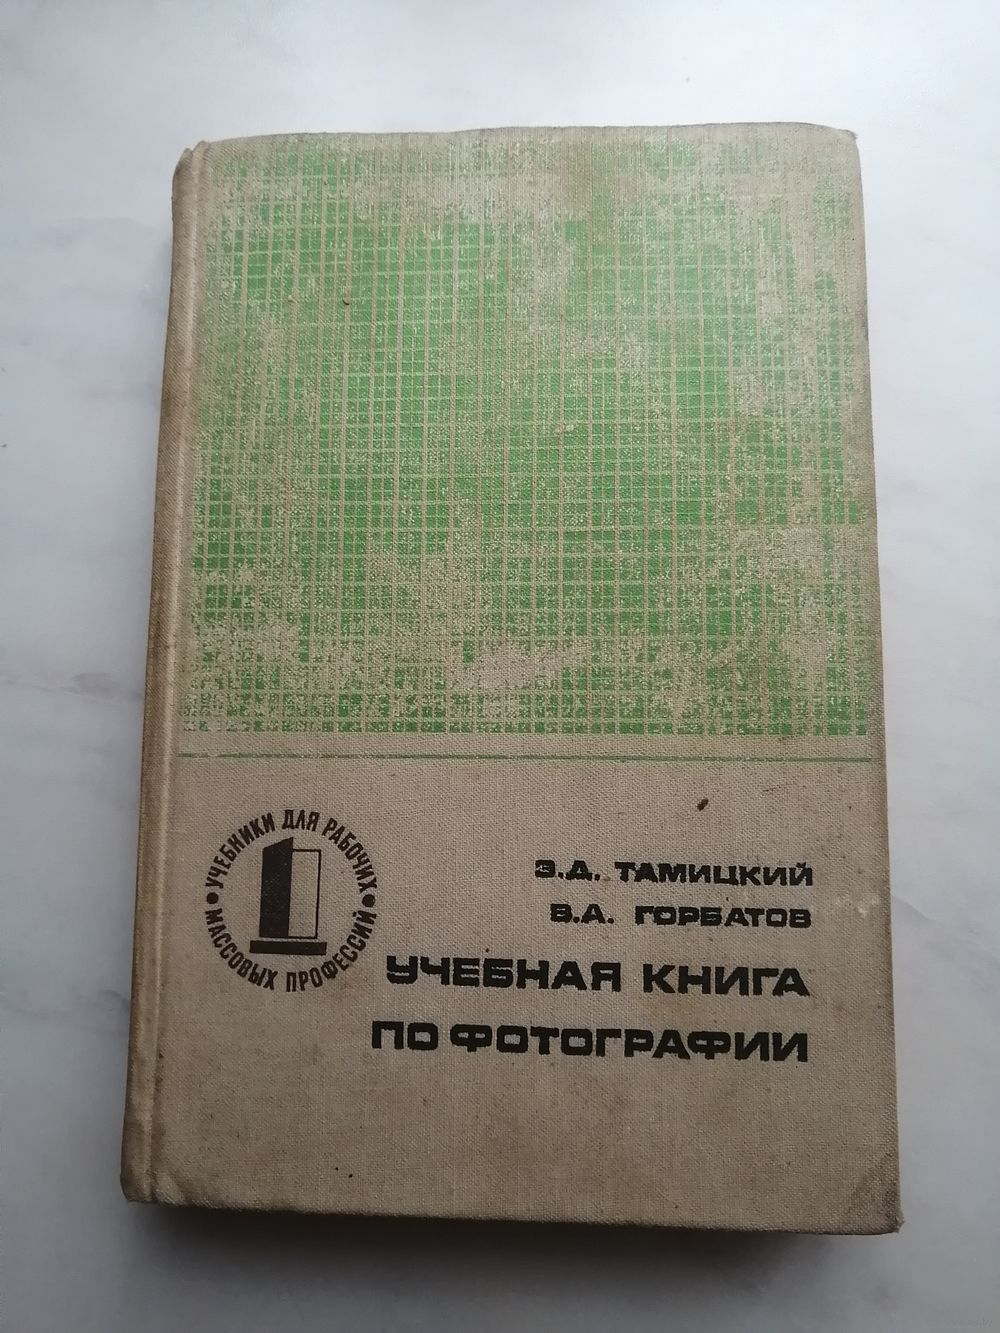 УЧЕБНИКИ ДЛЯ РАБОЧИХ
МАССОВЫХ ПРОФЕССИЙ
Э.Д. ТАМИЦКИЙ
В.А. ГОРБАТОВ
УЧЕБНАЯ КНИГА
ПО ФОТОГРАФИИ